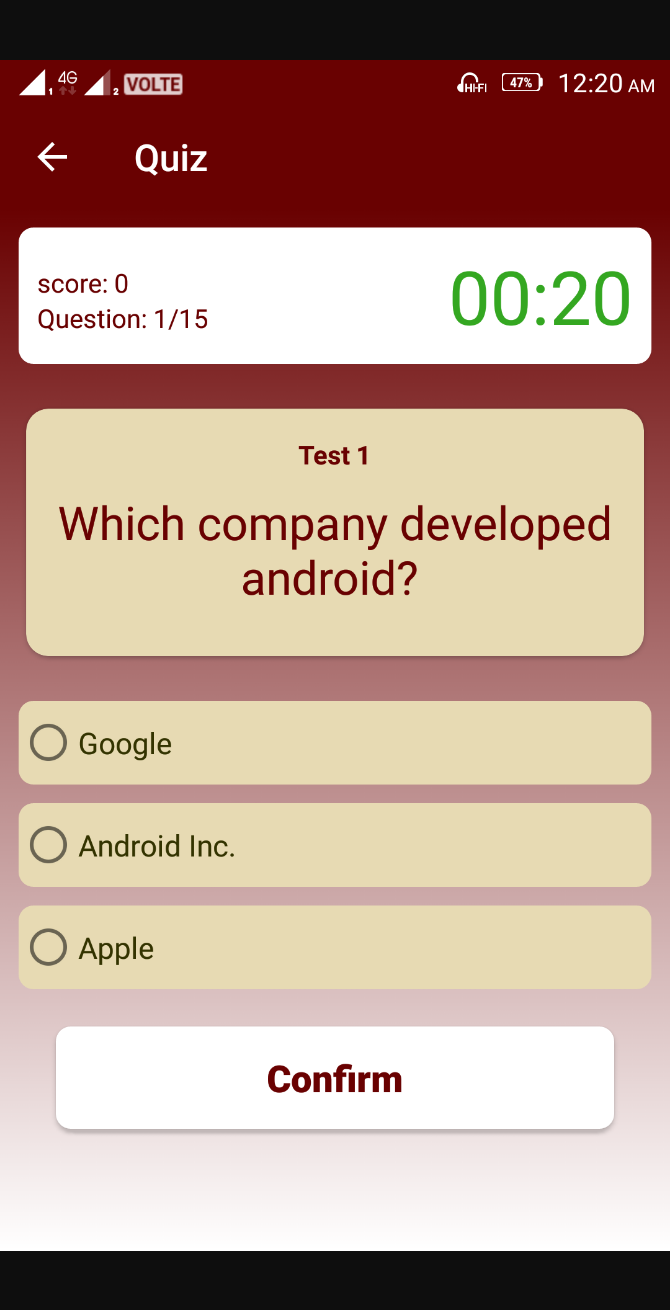 1 4G 2 VOLTE HI-FI 47% 12:20 AM
Quiz
score: 0
00:20
Question: 1/15
Test 1
Which company developed
android?
Google
Android Inc.
Apple
Confirm